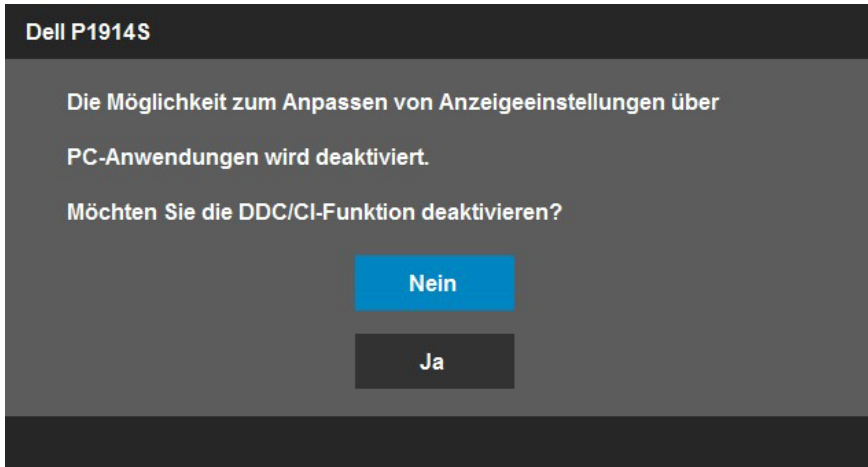 Dell P1914S
Die Möglichkeit zum Anpassen von Anzeigeeinstellungen über
PC-Anwendungen wird deaktiviert.
Möchten Sie die DDC/CI-Funktion deaktivieren?
Nein
Ja